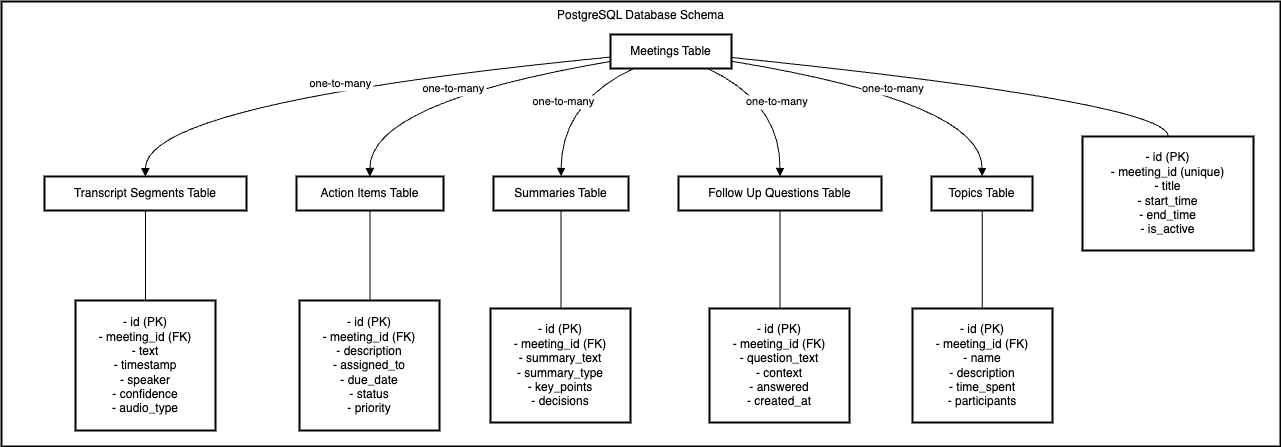 PostgreSQL Database Schema
Meetings Table
one-to-many
one-to-many
one-to-many
one-to-many
one-to-many
Transcript Segments Table
Action Items Table
Summaries Table
Follow Up Questions Table
Topics Table
- id (PK)
- meeting_id (unique)
- title
- start_time
- end_time
- is_active
- id (PK)
- meeting_id (FK)
- text
- timestamp
- speaker
- confidence
- audio_type
- id (PK)
- meeting_id (FK)
- description
- assigned_to
- due_date
- status
- priority
- id (PK)
- meeting_id (FK)
- summary_text
- summary_type
- key_points
- decisions
- id (PK)
- meeting_id (FK)
- question_text
- context
- answered
- created_at
- id (PK)
- meeting_id (FK)
- name
- description
- time_spent
- participants